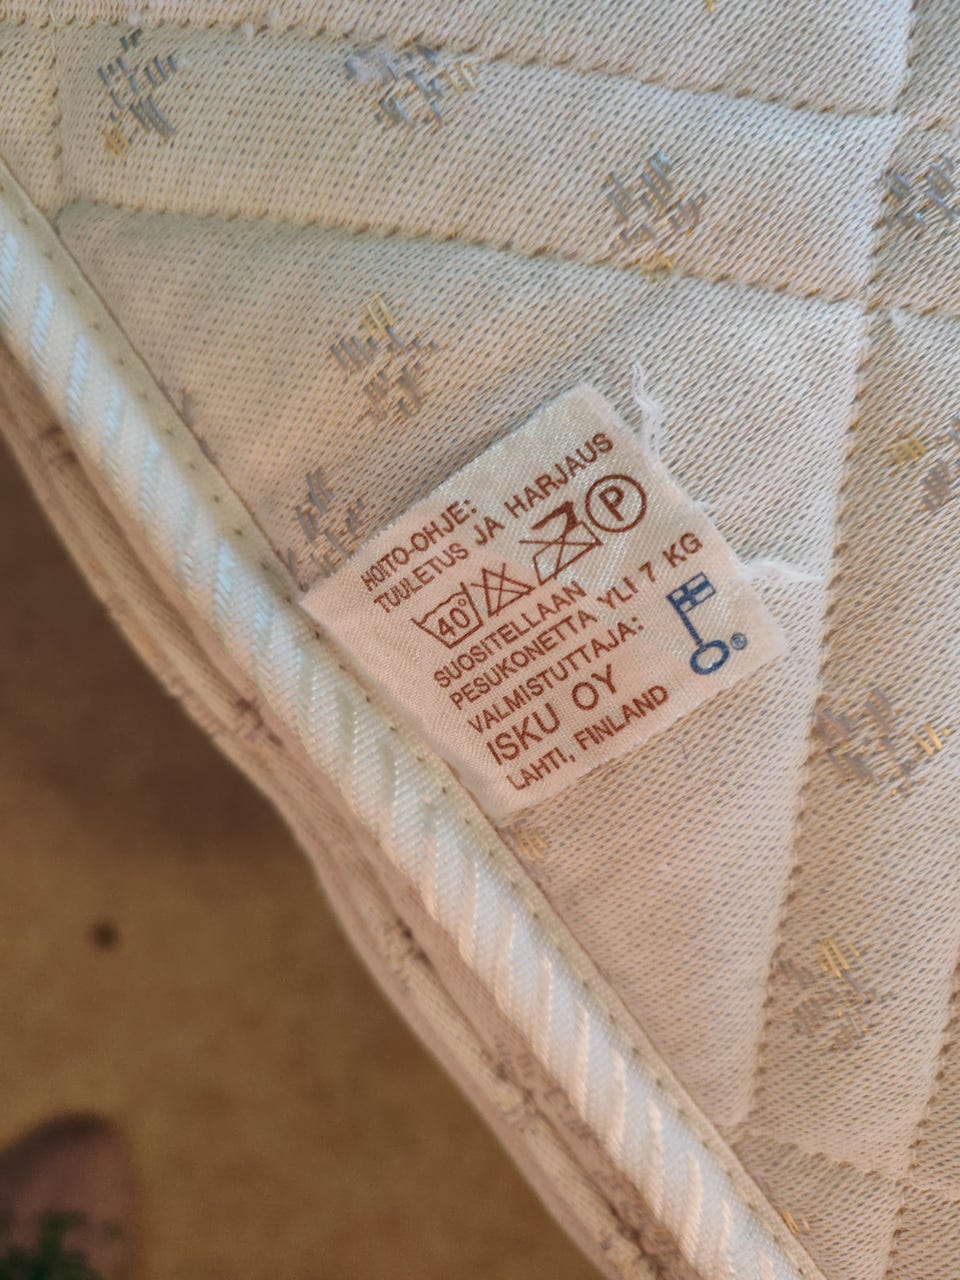 HOITO-OHJE:
TUULETUS JA HARJAUS
40° P
SUOSITELLAAN
PESUKONETTA YLI 7 KG
VALMISTUTTAJA:
ISKU OY
LAHTI, FINLAND
®